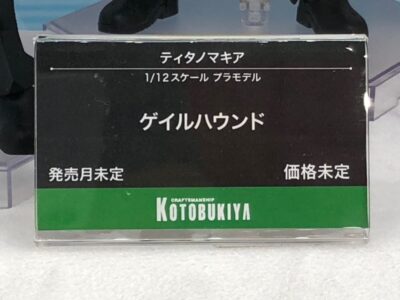 ティタノマキア
1/12スケール プラモデル
ゲイルハウンド
発売月未定 価格未定
CRAFTSMANSHIP
KOTOBUKIYA